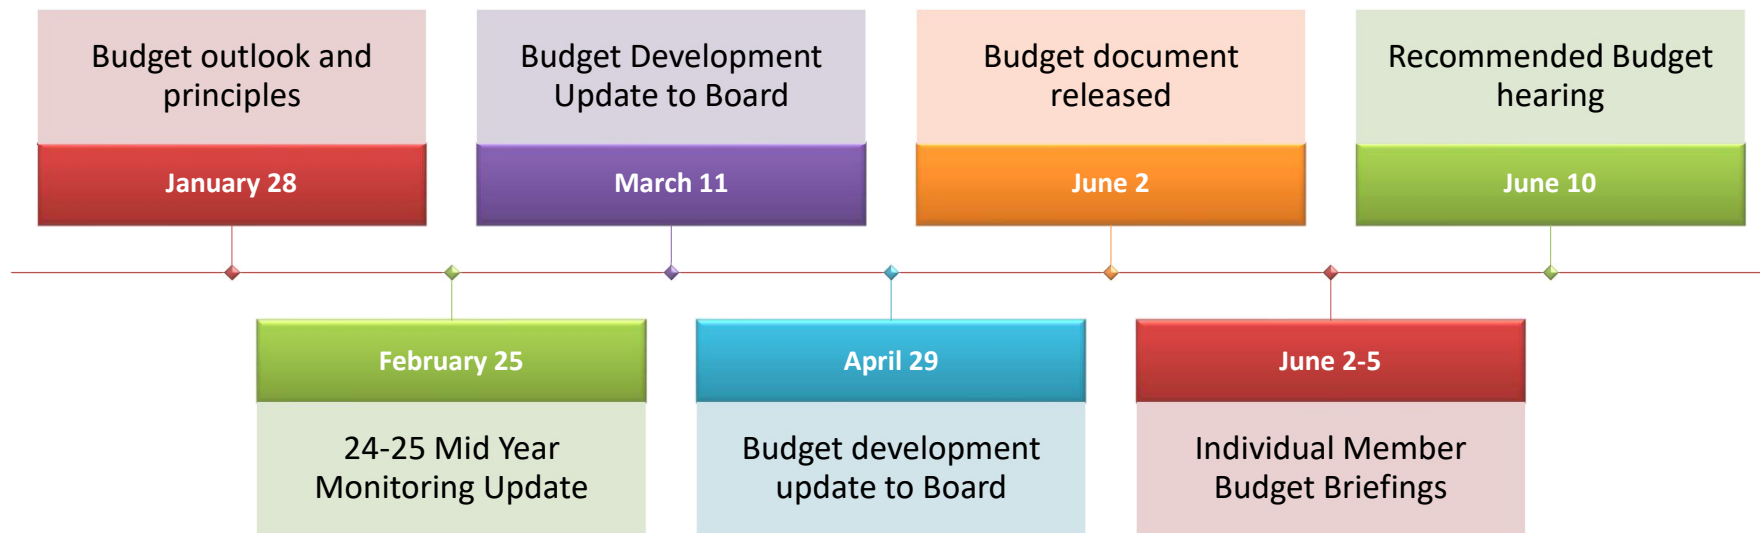 Budget outlook and
principles
January 28
24-25 Mid Year
Monitoring Update
February 25
Budget Development
Update to Board
March 11
April 29
Budget development
update to Board
Budget document
released
June 2
June 2-5
Individual Member
Budget Briefings
Recommended Budget
hearing
June 10